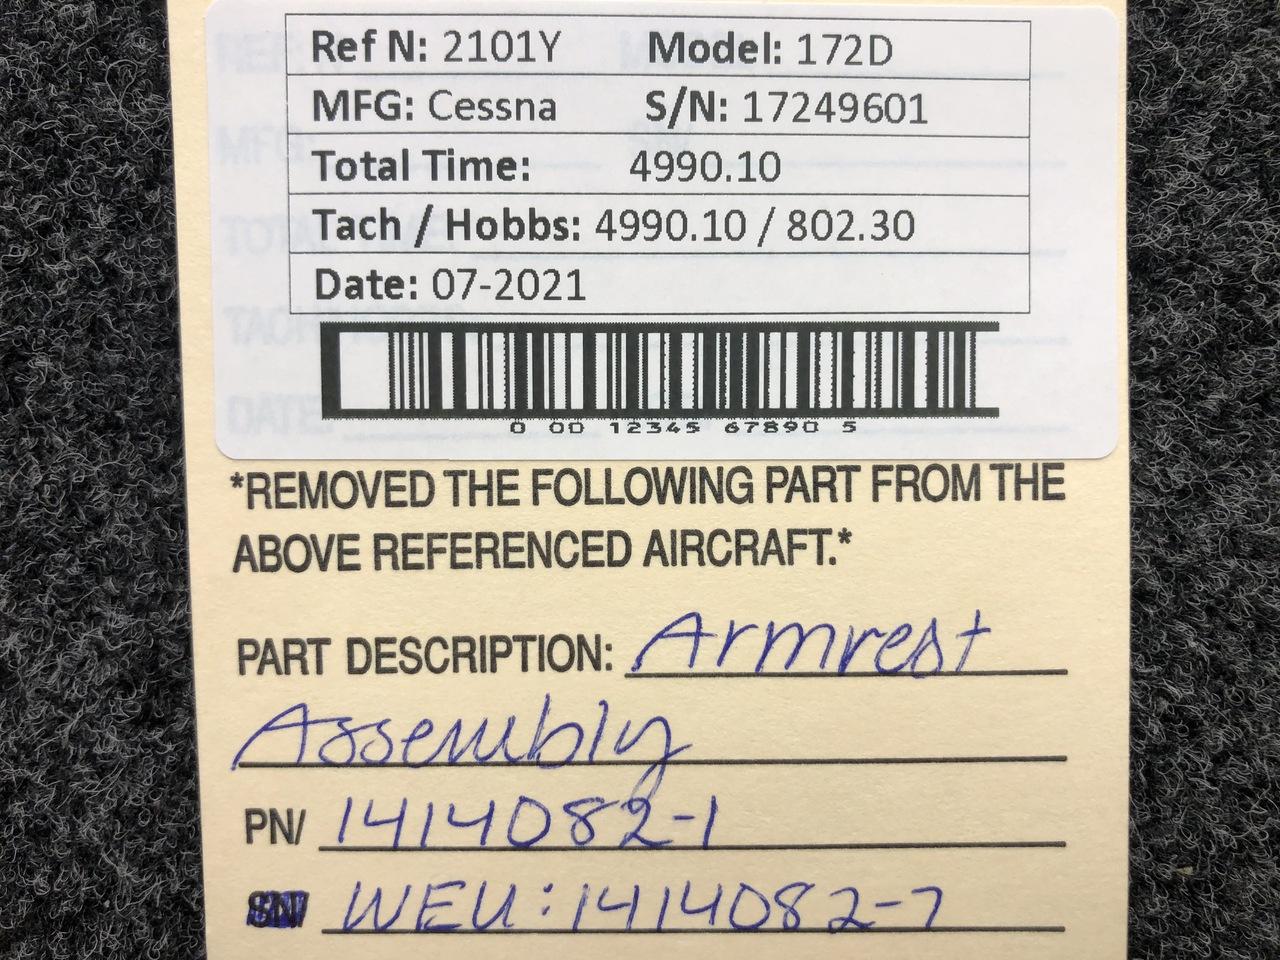 Ref N: 2101Y Model: 172D
MFG: Cessna S/N: 17249601
Total Time: 4990.10
Tach / Hobbs: 4990.10 / 802.30
Date: 07-2021
0 00 12345 67890 5
*REMOVED THE FOLLOWING PART FROM THE
ABOVE REFERENCED AIRCRAFT.*
PART DESCRIPTION: Armrest
Assembly
PN/ 1414082-1
SN/ WEU: 1414082-7